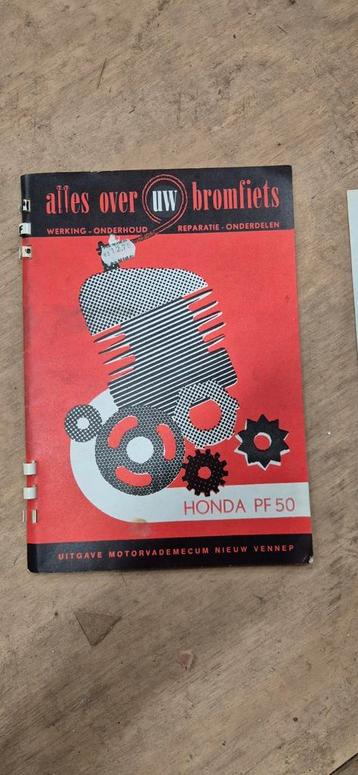 alles over uw bromfiets
WERKING - ONDERHOUD REPARATIE - ONDERDELEN
HONDA PF 50
UITGAVE MOTORVADEMECUM NIEUW VENNEP